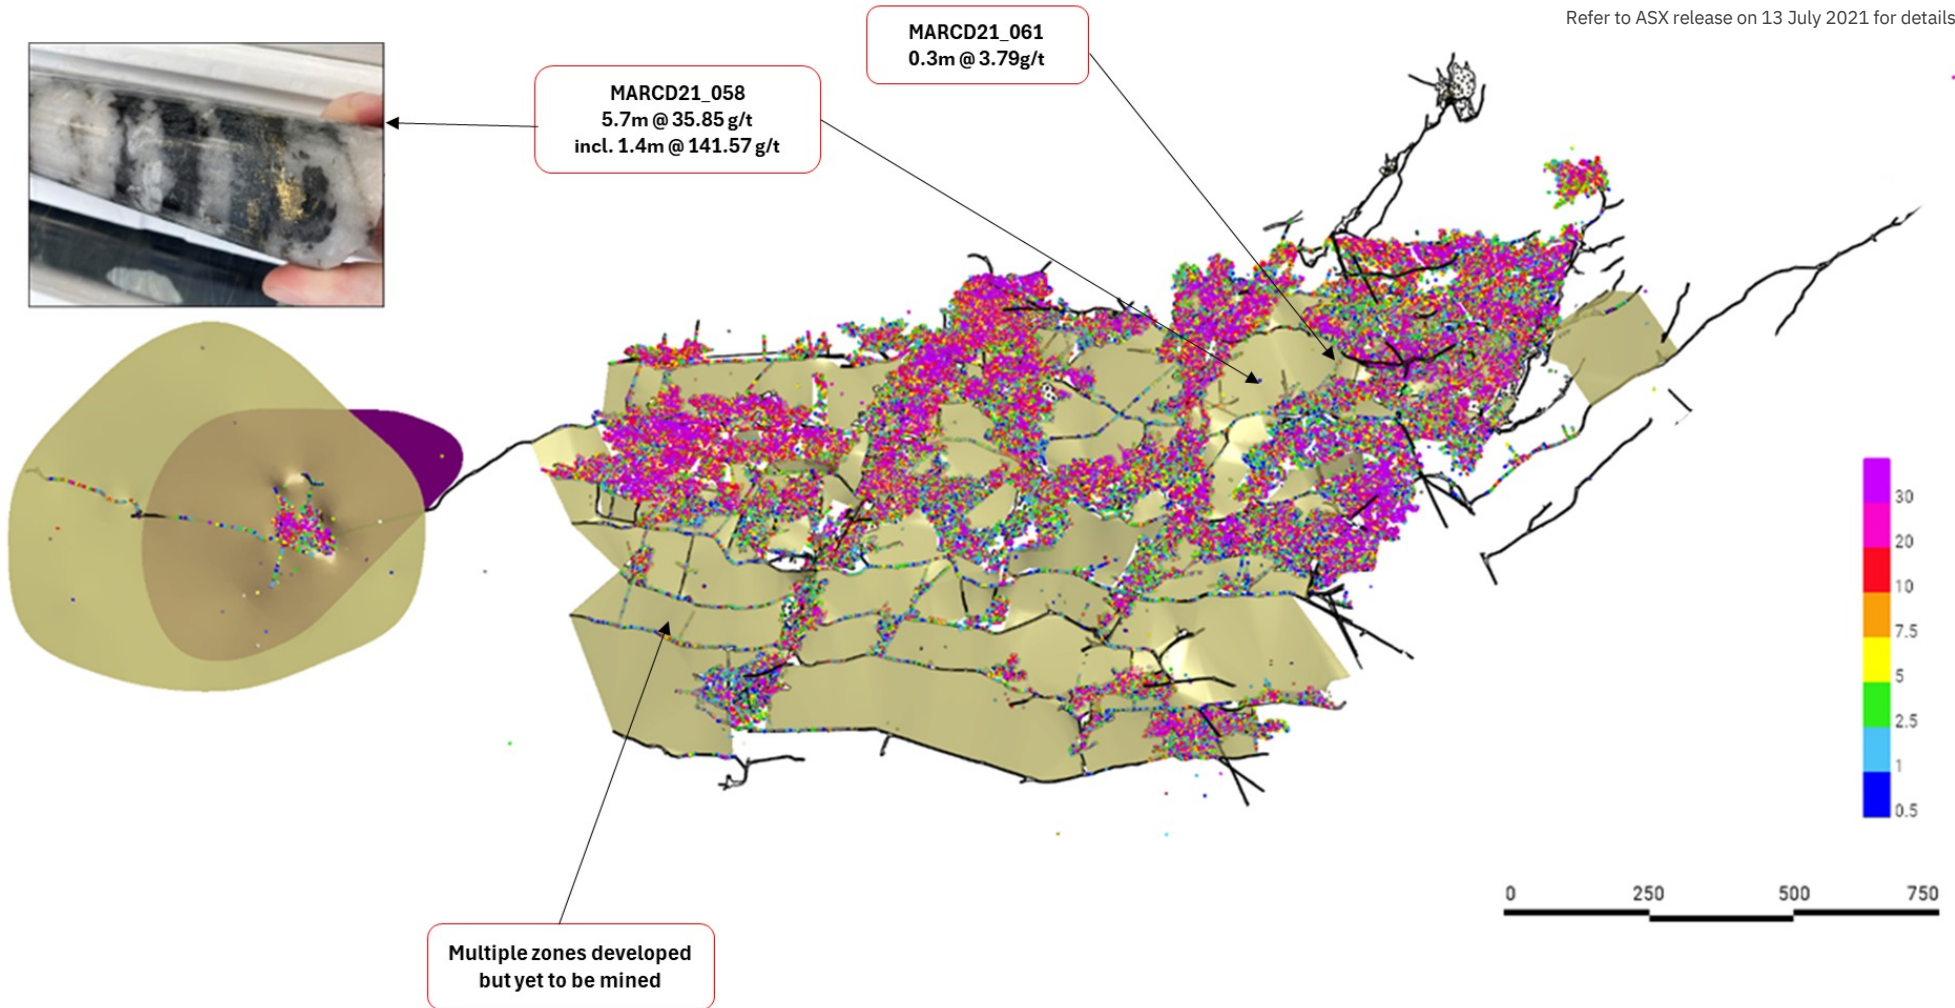 Refer to ASX release on 13 July 2021 for details
MARCD21_061
0.3m @ 3.79g/t
MARCD21_058
5.7m @ 35.85 g/t
incl. 1.4m @ 141.57 g/t
30
20
10
7.5
5
2.5
1
0.5
0 250 500 750
Multiple zones developed
but yet to be mined